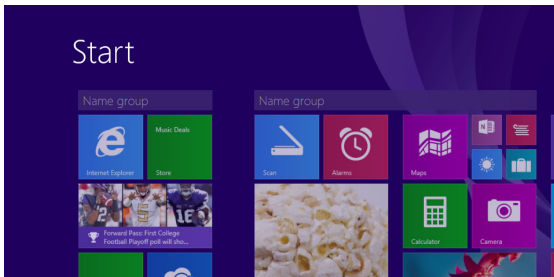 Start
Name group
Name group
Internet Explorer
Music Deals
Store
Scan
Alarms
Maps
Forward Pass: First College
Football Playoff poll will sho...
Calculator
Camera